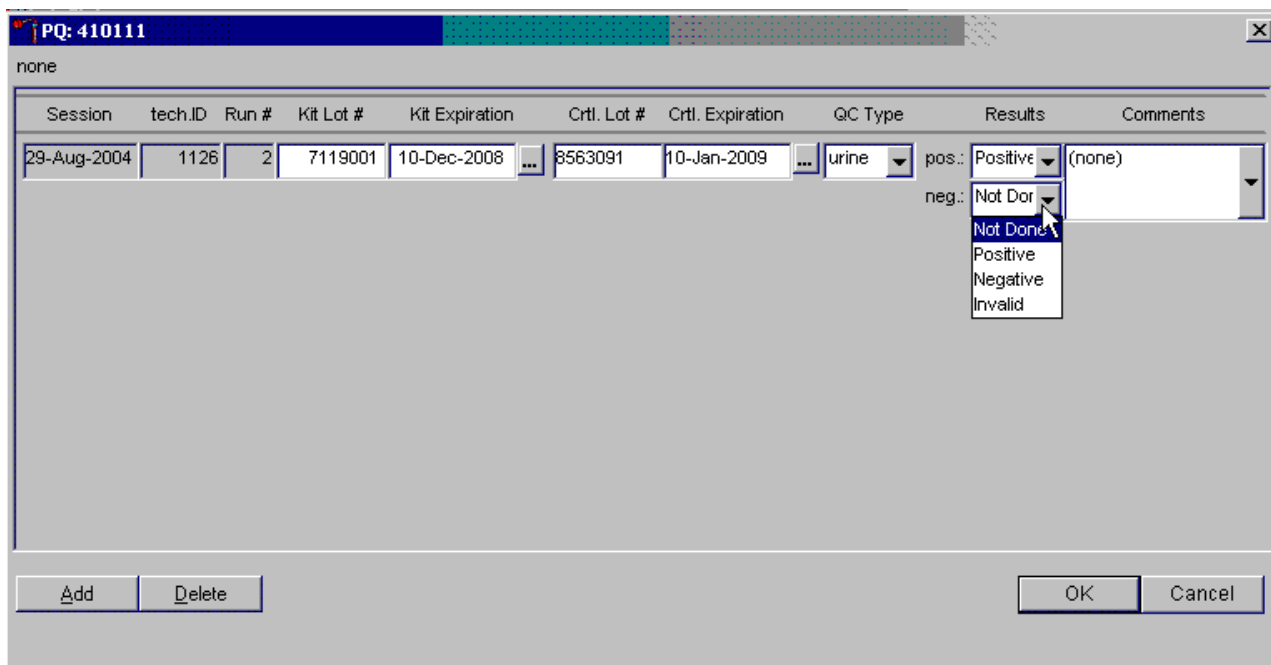 PQ: 410111
none
Session tech.ID Run # Kit Lot # Kit Expiration Crtl. Lot # Crtl. Expiration QC Type Results Comments
29-Aug-2004 1126 2 7119001 10-Dec-2008 ... 8563091 10-Jan-2009 ... urine pos.: Positive (none)
neg.: Not Dor
Not Done
Positive
Negative
Invalid
Add Delete OK Cancel